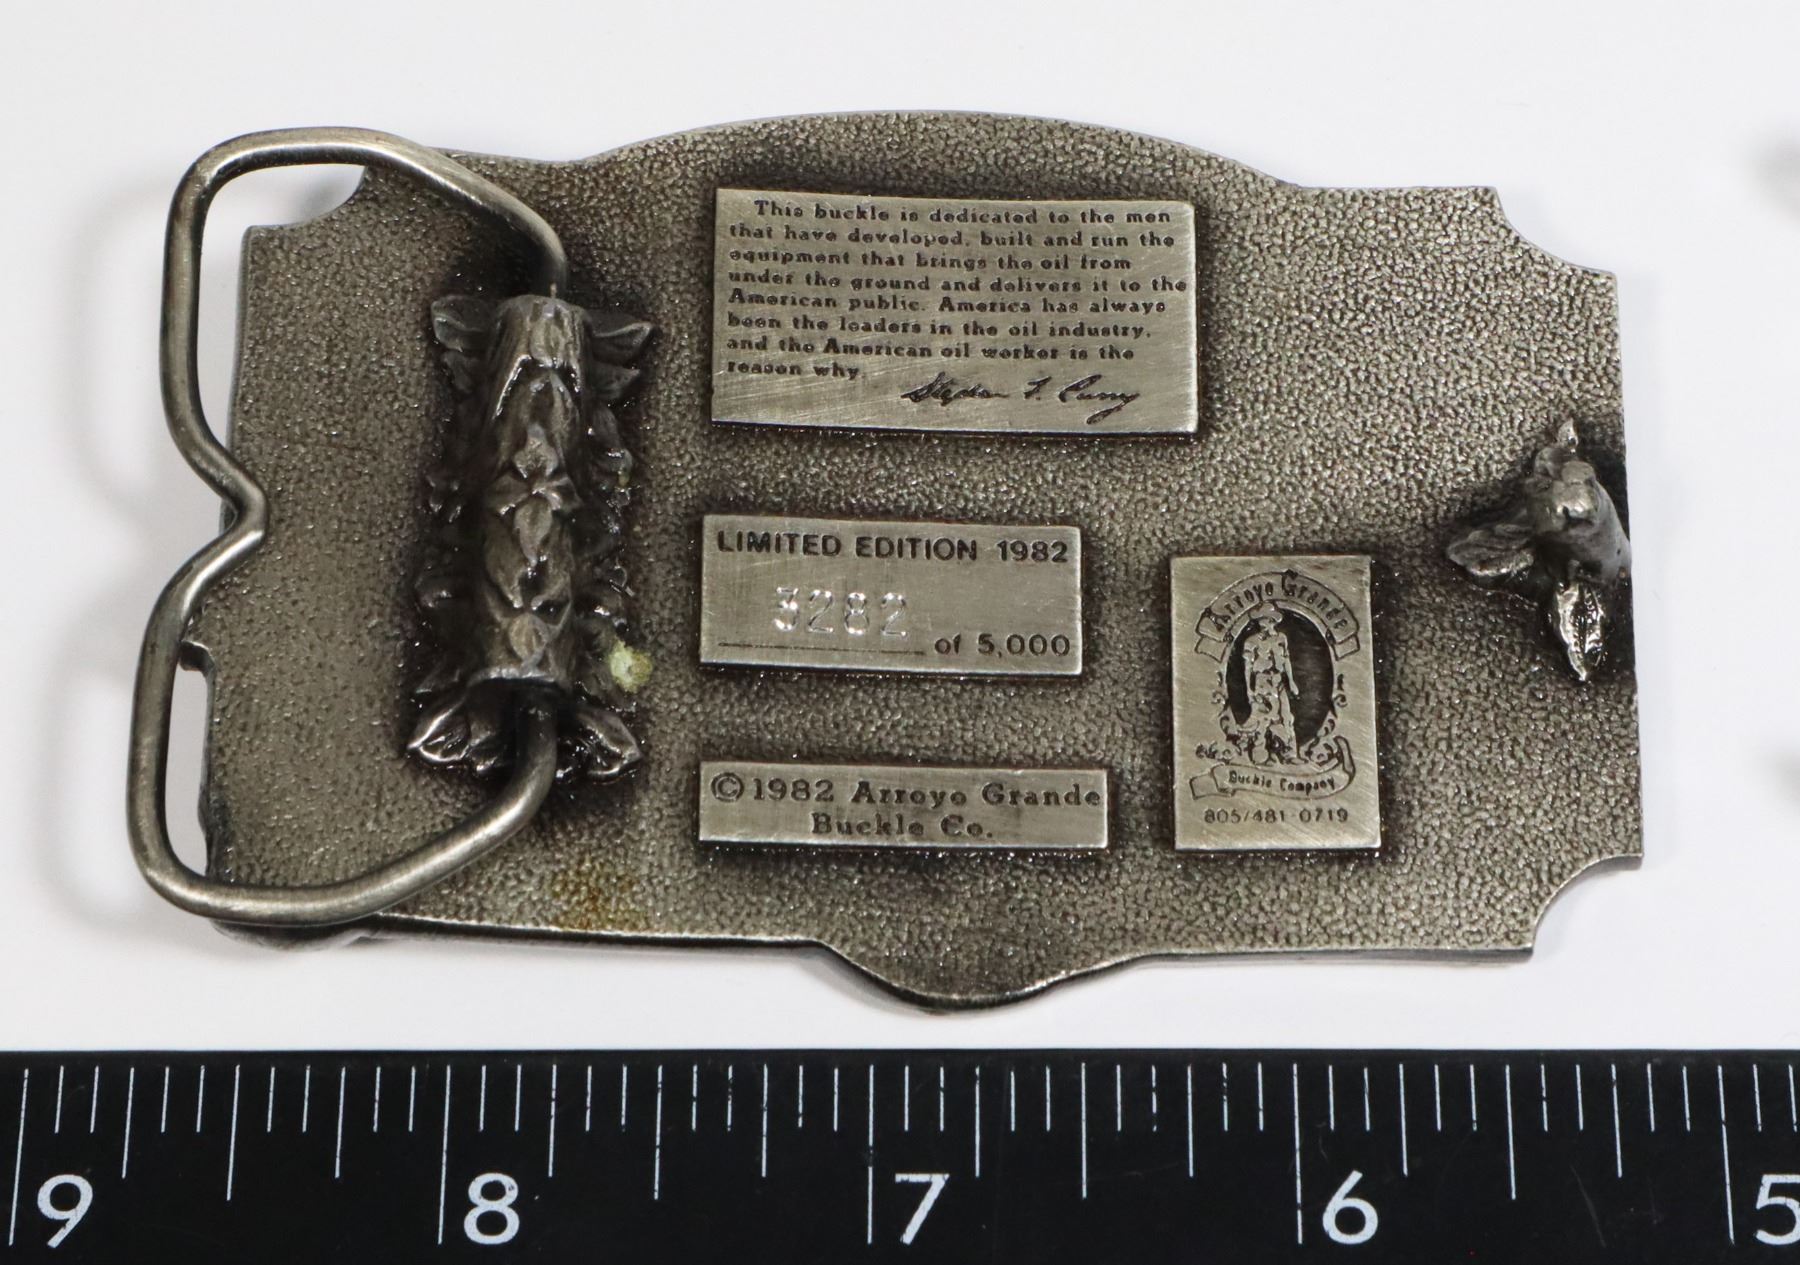 This buckle is dedicated to the men
that have developed, built and run the
equipment that brings the oil from
under the ground and delivers it to the
American public. America has always
been the leaders in the oil industry,
and the American oil worker is the
reason why.
Stephen F. Curry
LIMITED EDITION 1982
3282
of 5,000
Arroyo Grande
Buckle Company
805/481-0719
©1982 Arroyo Grande
Buckle Co.
9 8 7 6 5